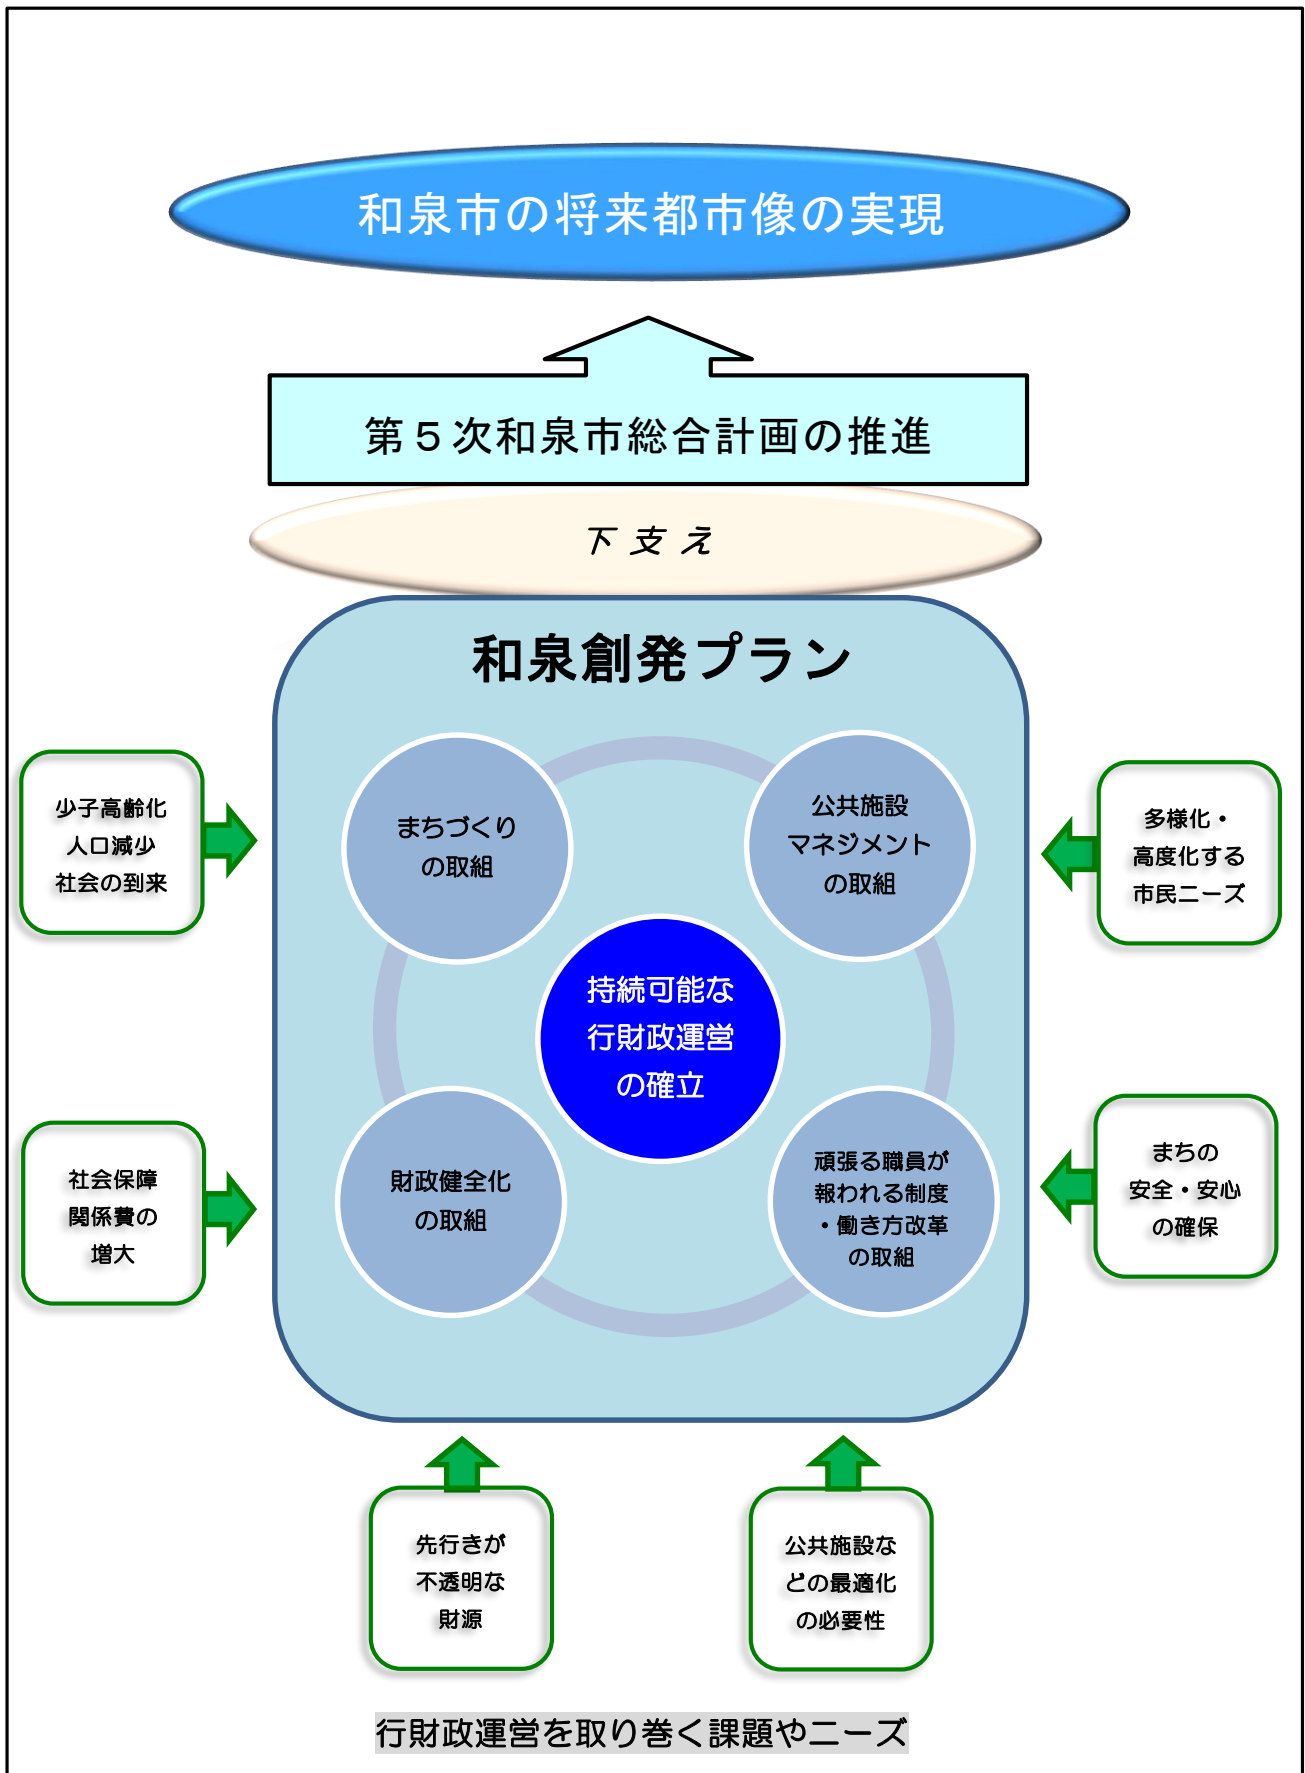 和泉市の将来都市像の実現
第５次和泉市総合計画の推進
下支え
和泉創発プラン
まちづくり
の取組
公共施設
マネジメント
の取組
持続可能な
行財政運営
の確立
財政健全化
の取組
頑張る職員が
報われる制度
・働き方改革
の取組
少子高齢化
人口減少
社会の到来
多様化・
高度化する
市民ニーズ
社会保障
関係費の
増大
まちの
安全・安心
の確保
先行きが
不透明な
財源
公共施設な
どの最適化
の必要性
行財政運営を取り巻く課題やニーズ